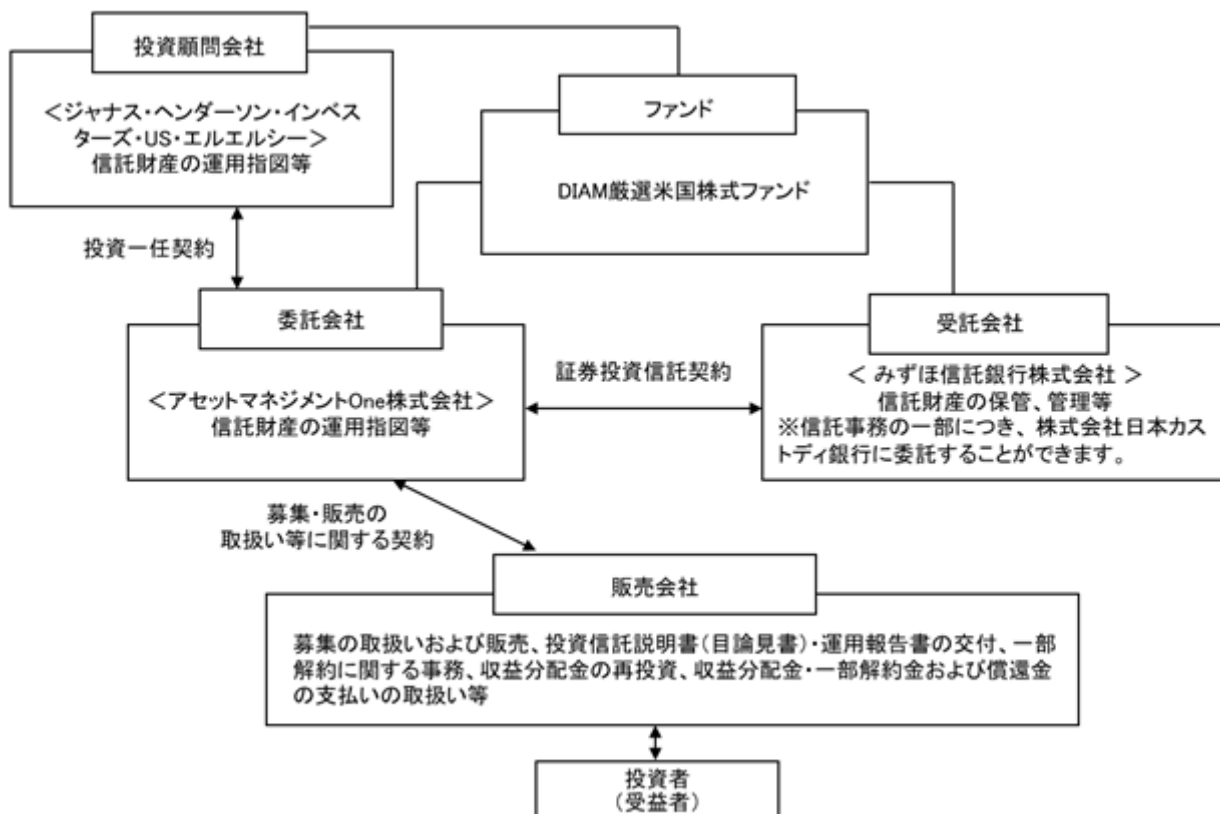 投資顧問会社
＜ジャナス・ヘンダーソン・インベス
ターズ・US・エルエルシー＞
信託財産の運用指図等
ファンド
DIAM厳選米国株式ファンド
投資一任契約
委託会社
＜アセットマネジメントOne株式会社＞
信託財産の運用指図等
証券投資信託契約
受託会社
＜ みずほ信託銀行株式会社 ＞
信託財産の保管、管理等
※信託事務の一部につき、株式会社日本カス
トディ銀行に委託することができます。
募集・販売の
取扱い等に関する契約
販売会社
募集の取扱いおよび販売、投資信託説明書（目論見書）・運用報告書の交付、一部
解約に関する事務、収益分配金の再投資、収益分配金・一部解約金および償還金
の支払いの取扱い等
投資者
（受益者）